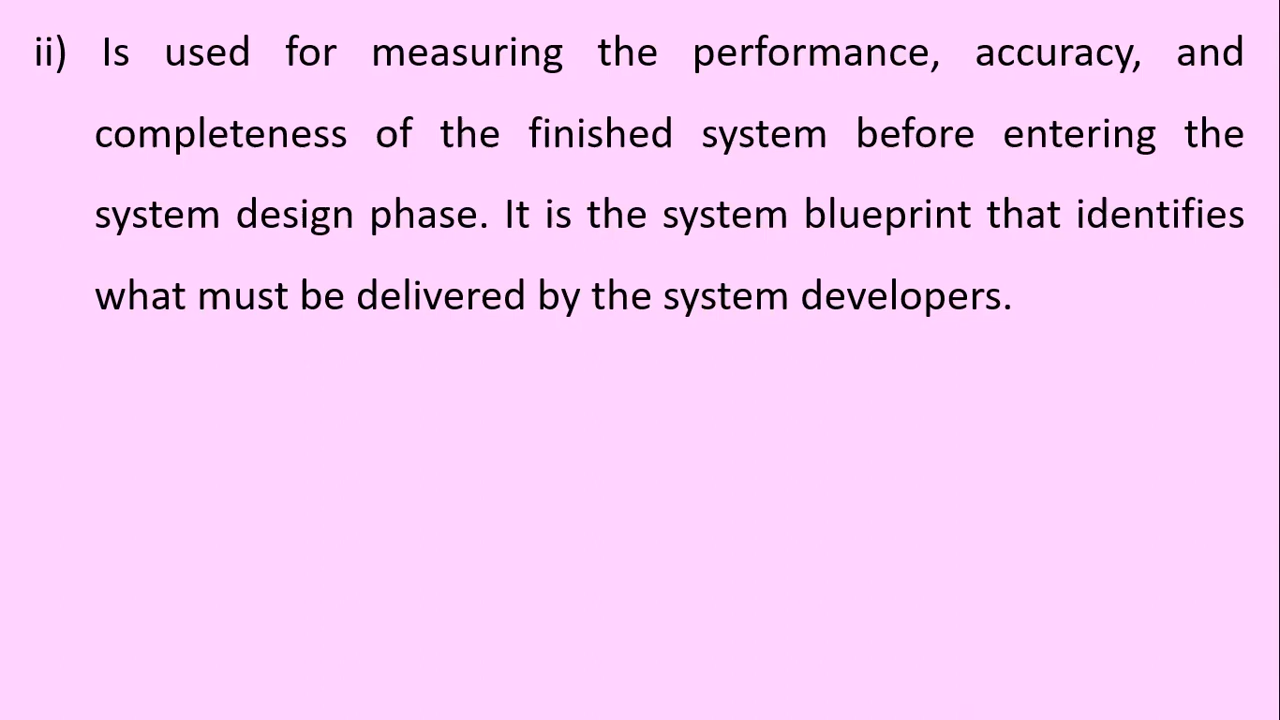 ii) Is used for measuring the performance, accuracy, and
completeness of the finished system before entering the
system design phase. It is the system blueprint that identifies
what must be delivered by the system developers.